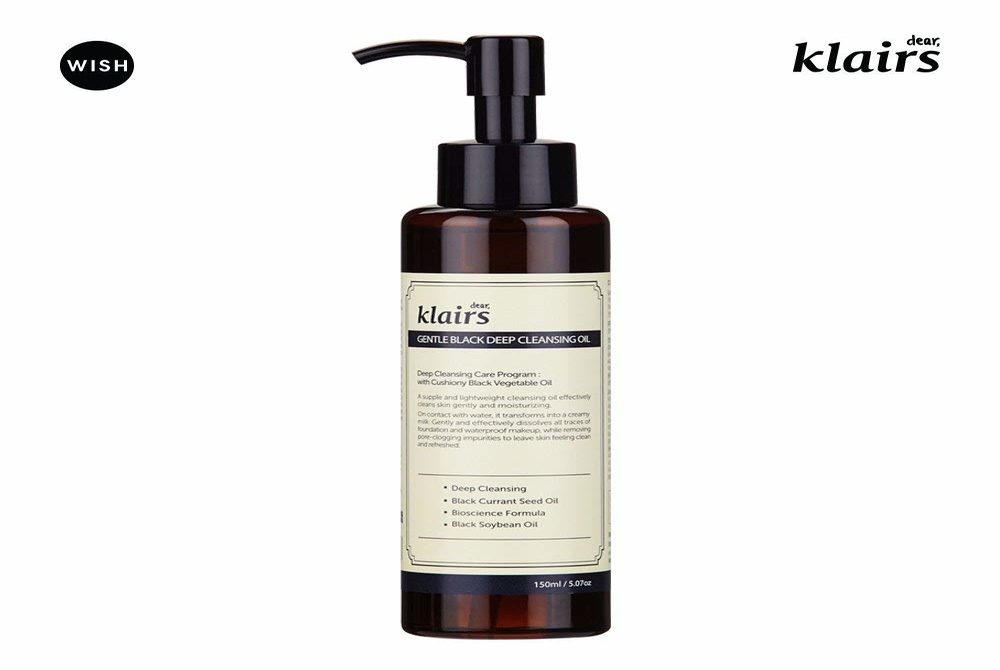 WISH
dear,
klairs
dear,
klairs
GENTLE BLACK DEEP CLEANSING OIL
Deep Cleansing Care Program :
with Cushiony Black Vegetable Oil
A supple and lightweight cleansing oil effectively
cleans skin gently and moisturizing.
On contact with water, it transforms into a creamy
milk. Gently and effectively dissolves all traces of
foundation and waterproof makeup, while removing
pore-clogging impurities to leave skin feeling clean
and refreshed.
▪ Deep Cleansing
▪ Black Currant Seed Oil
▪ Bioscience Formula
▪ Black Soybean Oil
150ml / 5.07oz